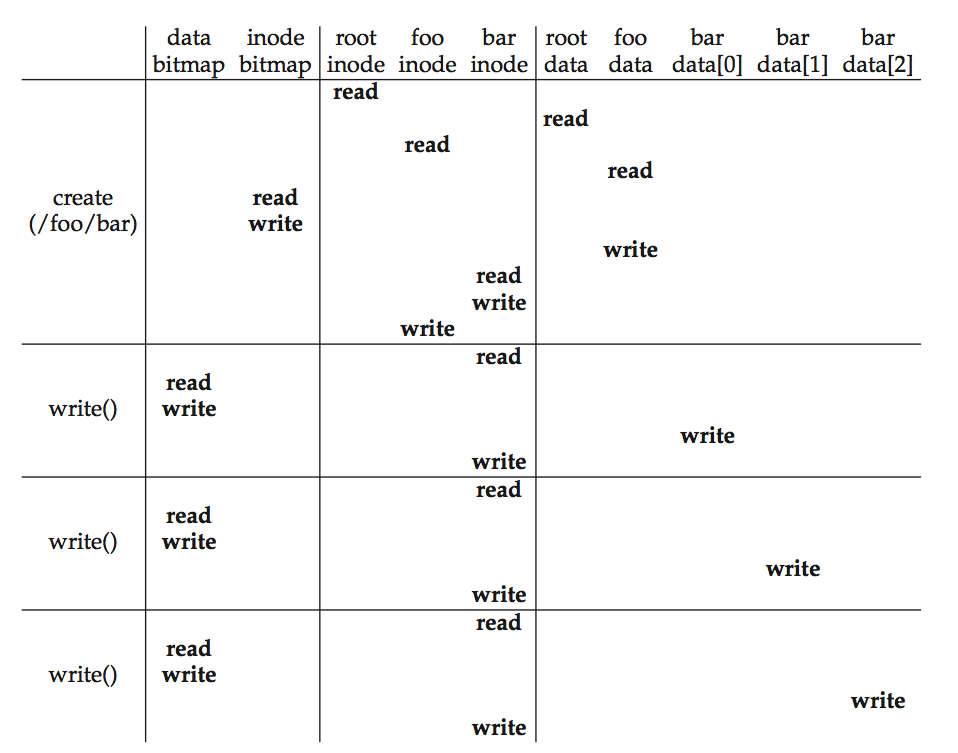 data inode root foo bar root foo bar bar bar
bitmap bitmap inode inode inode data data data[0] data[1] data[2]
read
read
read
read
create read
(/foo/bar) write
write
read
write
write
read
read
write() write
write
write
read
read
write() write
write
write
read
read
write() write
write
write